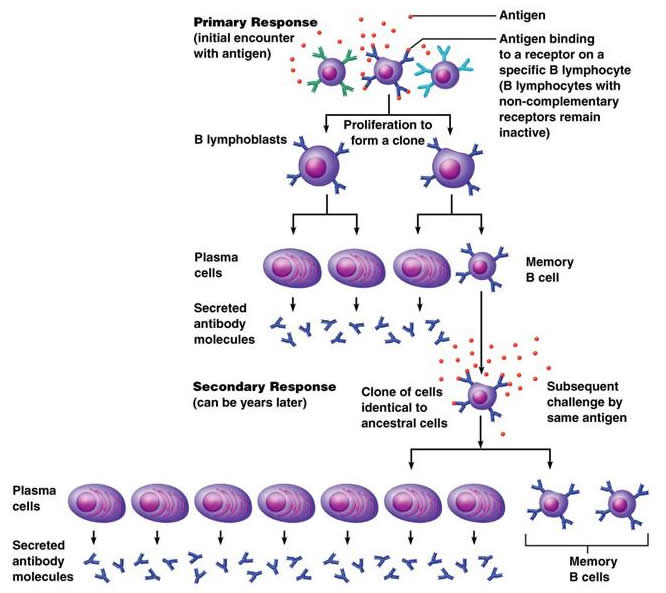 Primary Response
(initial encounter
with antigen)
Antigen
Antigen binding
to a receptor on a
specific B lymphocyte
(B lymphocytes with
non-complementary
receptors remain
inactive)
B lymphoblasts
Proliferation to
form a clone
Plasma
cells
Memory
B cell
Secreted
antibody
molecules
Secondary Response
(can be years later)
Clone of cells
identical to
ancestral cells
Subsequent
challenge by
same antigen
Plasma
cells
Secreted
antibody
molecules
Memory
B cells